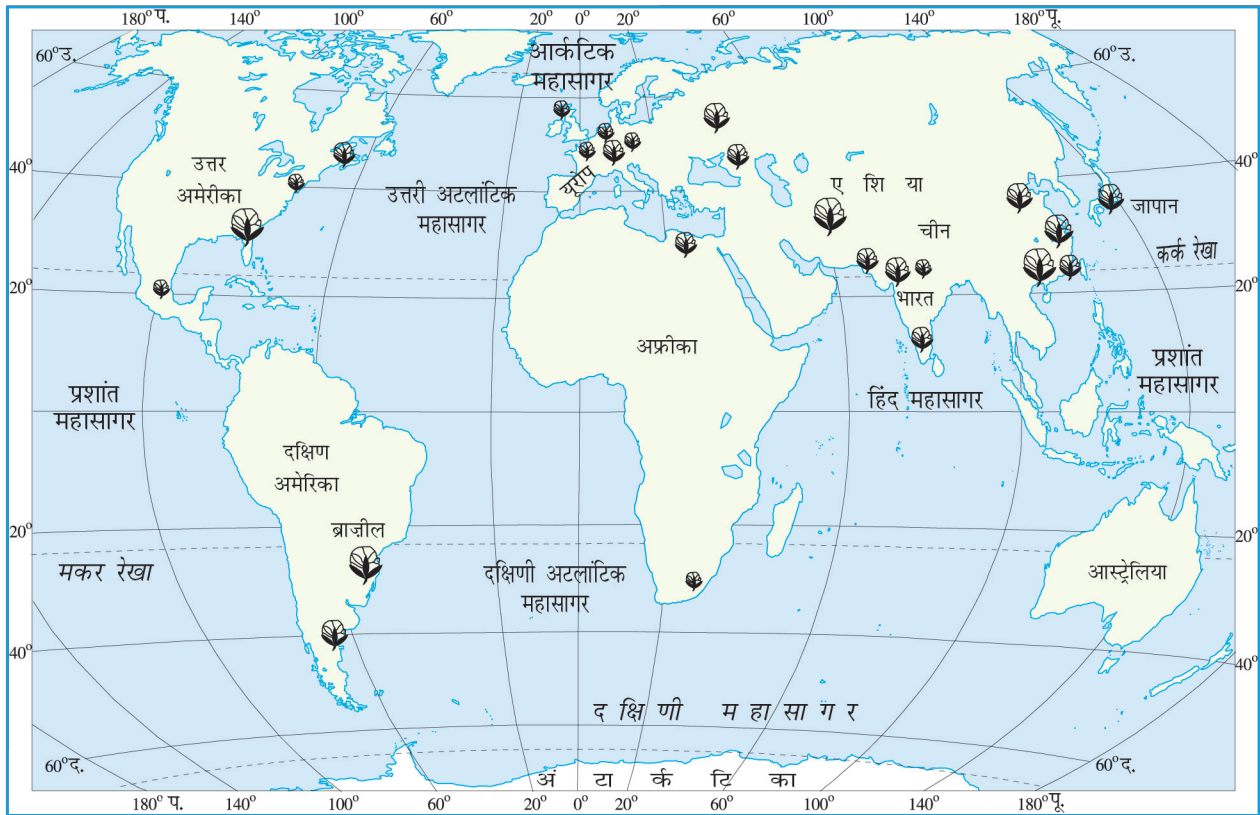 180° प. 140° 100° 60° 20° 0° 20° 60° 100° 140° 180° पू.
60° उ.
60° उ.
आर्कटिक
महासागर
40°
40°
उत्तर
अमेरीका
उत्तरी अटलांटिक
महासागर
यूरोप
ए शि या
जापान
चीन
कर्क रेखा
20°
20°
भारत
अफ्रीका
प्रशांत
महासागर
प्रशांत
महासागर
हिंद महासागर
दक्षिण
अमेरिका
ब्राज़ील
20°
20°
मकर रेखा
दक्षिणी अटलांटिक
महासागर
आस्ट्रेलिया
40°
40°
द क्षि णी म हा सा ग र
60° द.
60° द.
अं टा र्क टि का
180° प. 140° 100° 60° 20° 0° 20° 60° 100° 140° 180° पू.